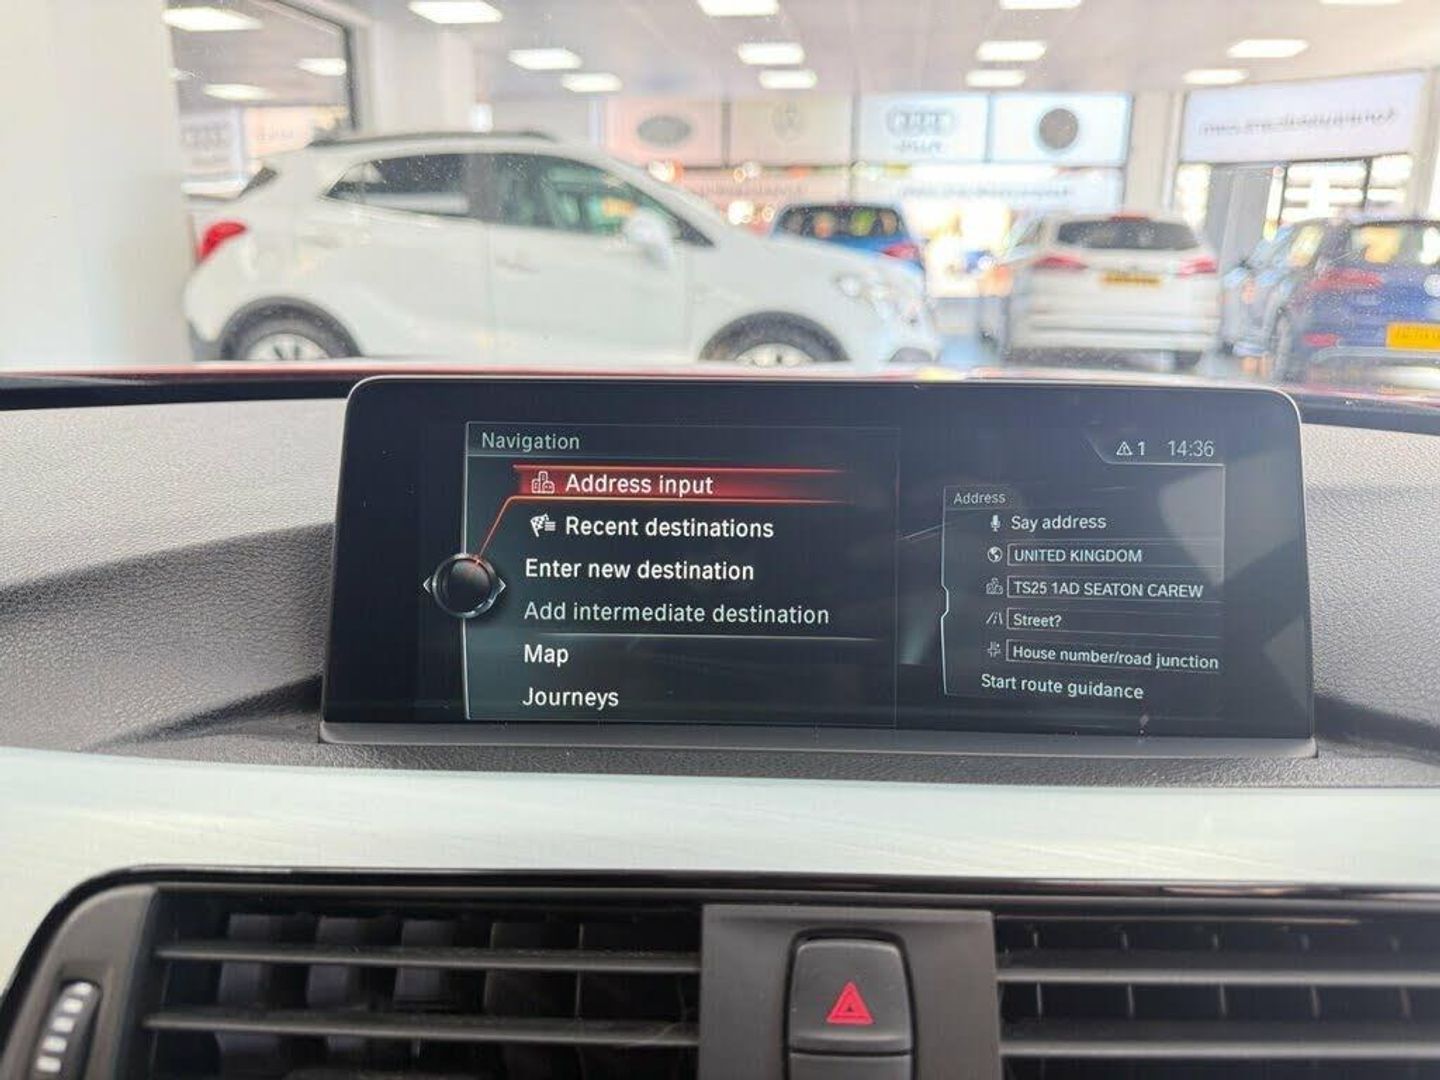 Navigation
Address input
Recent destinations
Enter new destination
Add intermediate destination
Map
Journeys
1 14:36
Address
Say address
UNITED KINGDOM
TS25 1AD SEATON CAREW
Street?
House number/road junction
Start route guidance